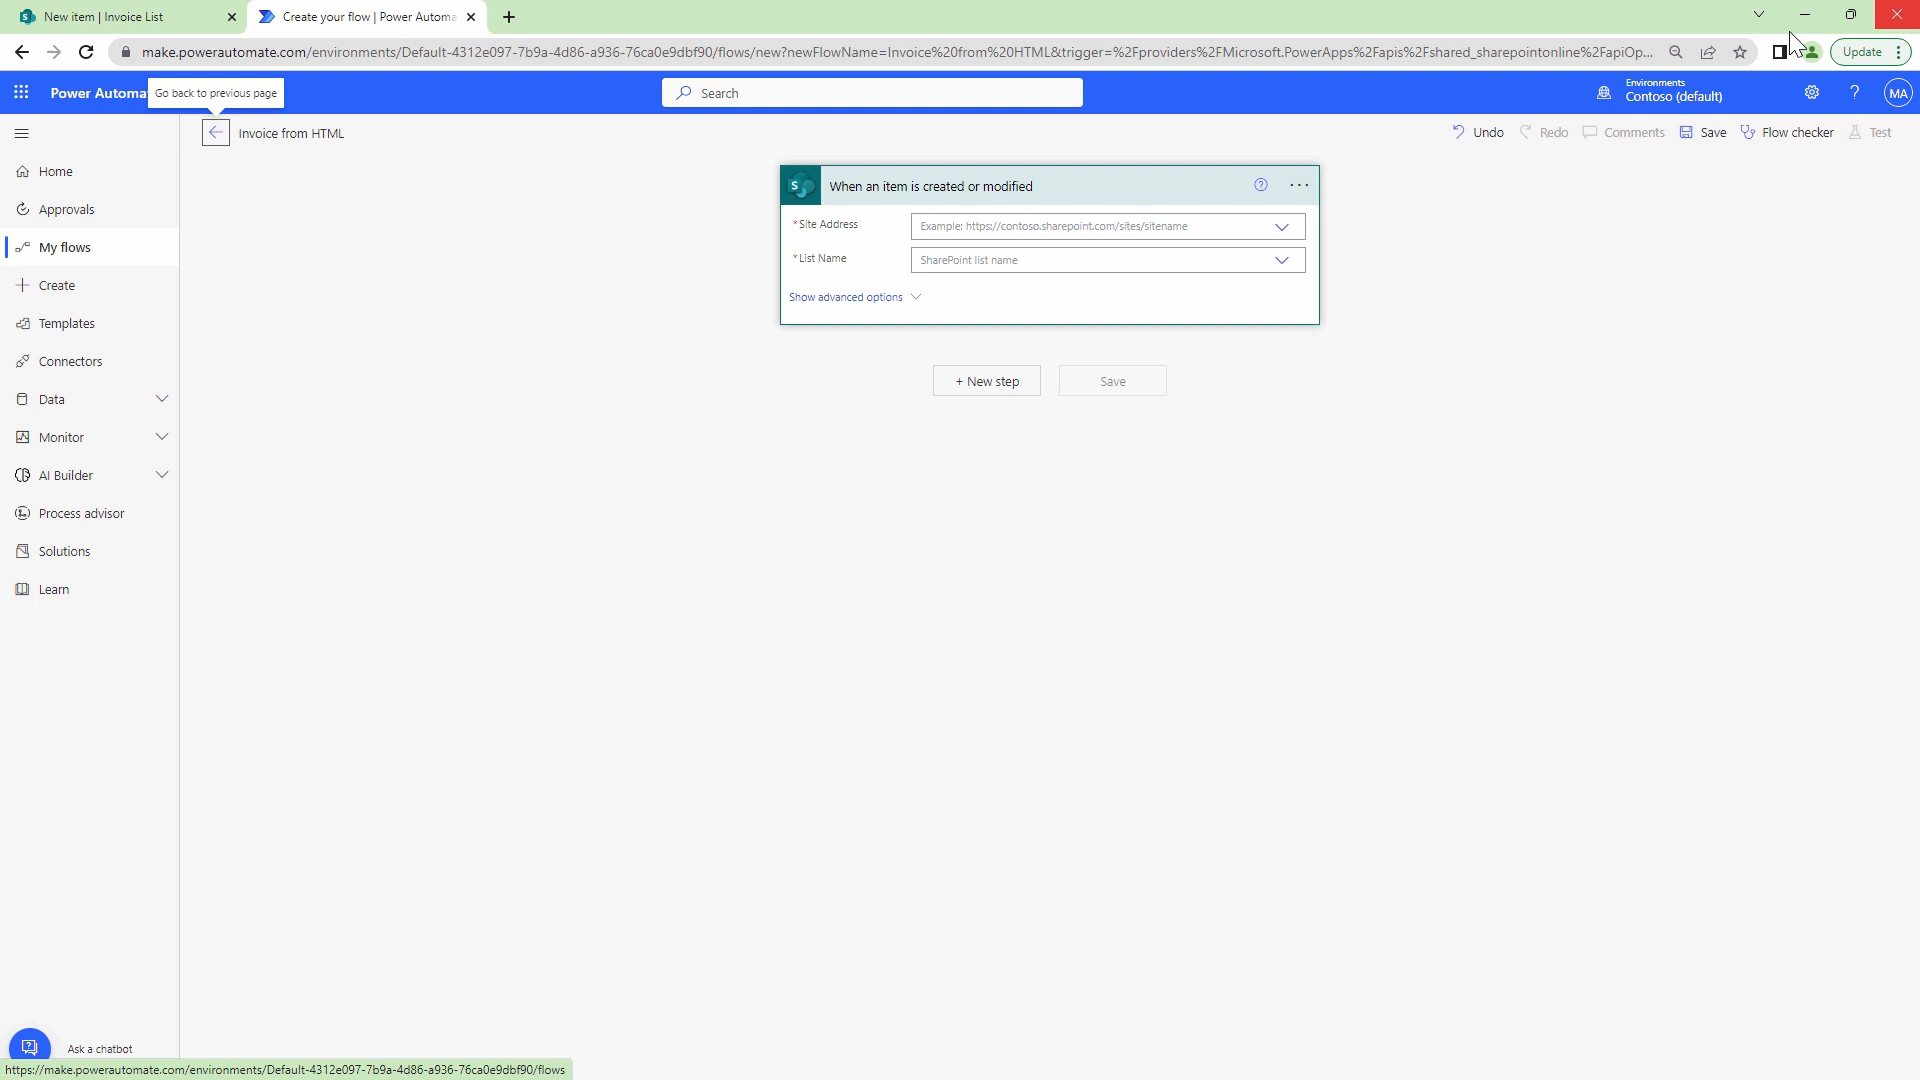 New item | Invoice List
Create your flow | Power Automa
make.powerautomate.com/environments/Default-4312e097-7b9a-4d86-a936-76ca0e9dbf90/flows/new?newFlowName=Invoice%20from%20HTML&trigger=%2Fproviders%2FMicrosoft.PowerApps%2Fapis%2Fshared_sharepointonline%2FapiOp...
Update
Power Automa
Go back to previous page
Search
Environments
Contoso (default)
MA
Invoice from HTML
Undo
Redo
Comments
Save
Flow checker
Test
Home
Approvals
My flows
Create
Templates
Connectors
Data
Monitor
AI Builder
Process advisor
Solutions
Learn
When an item is created or modified
*Site Address
Example: https://contoso.sharepoint.com/sites/sitename
*List Name
SharePoint list name
Show advanced options
+ New step
Save
Ask a chatbot
https://make.powerautomate.com/environments/Default-4312e097-7b9a-4d86-a936-76ca0e9dbf90/flows